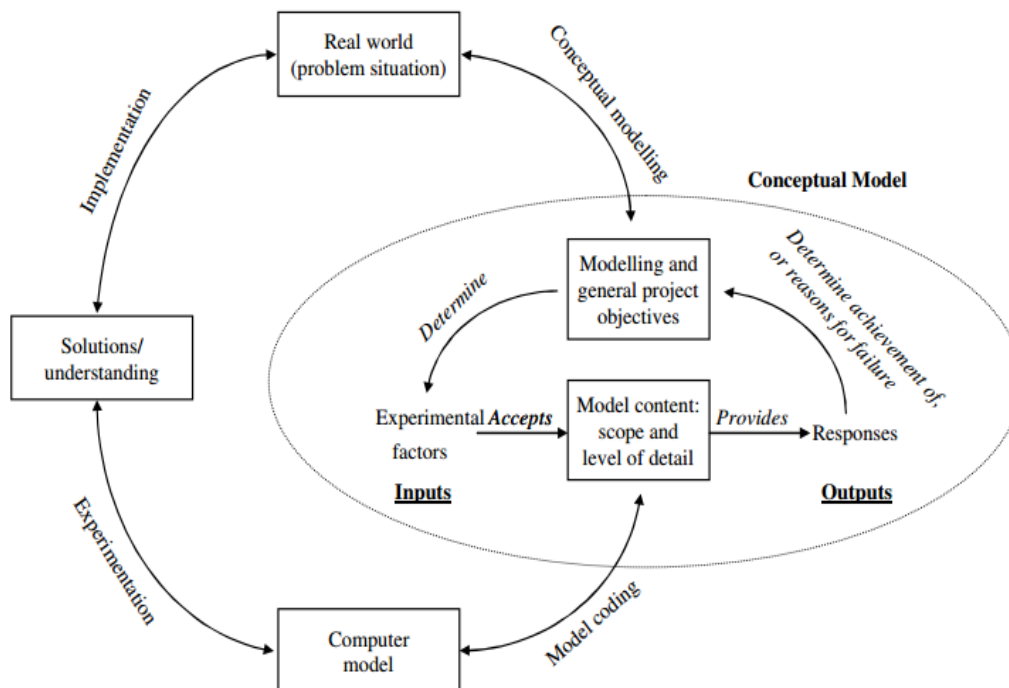 Real world
(problem situation)
Conceptual modelling
Implementation
Conceptual Model
Modelling and
general project
objectives
Determine
Determine achievement of,
or reasons for failure
Solutions/
understanding
Experimental Accepts
factors
Model content:
scope and
level of detail
Provides
Responses
Inputs
Outputs
Experimentation
Model coding
Computer
model